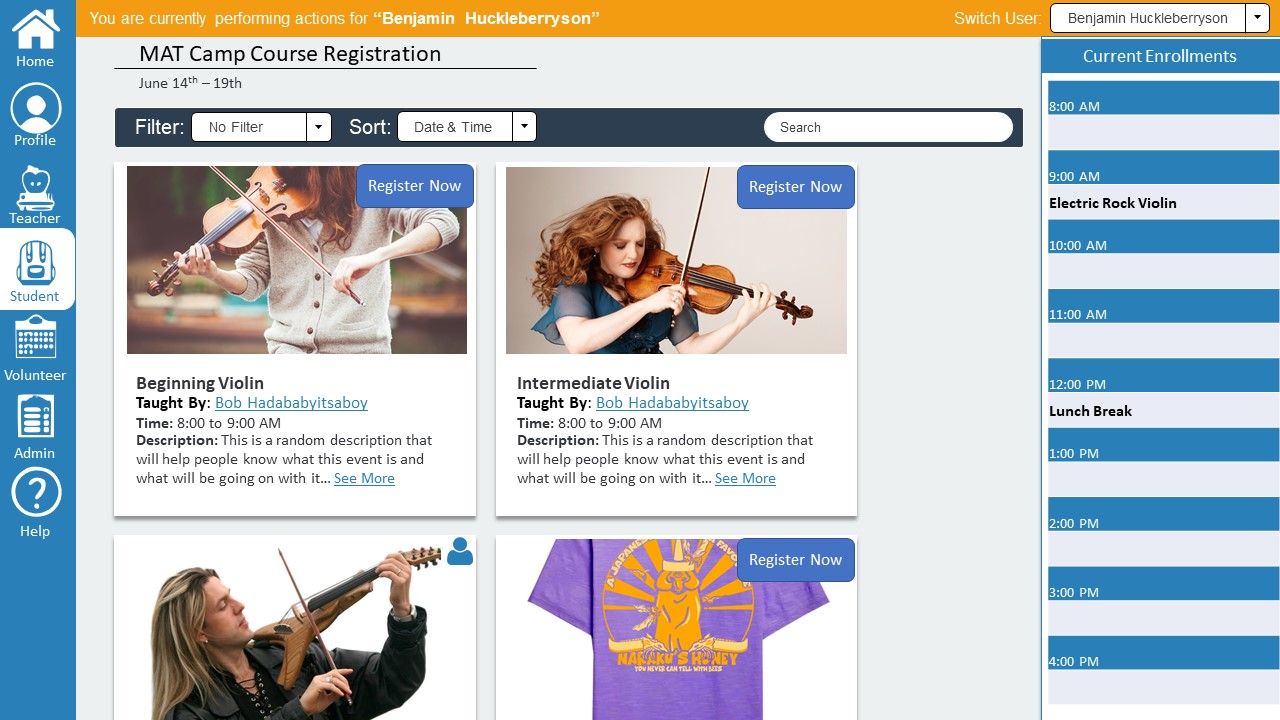 You are currently performing actions for “Benjamin Huckleberryson”
Switch User:
Benjamin Huckleberryson
Home
Profile
Teacher
Student
Volunteer
Admin
Help
MAT Camp Course Registration
June 14th – 19th
Filter:
No Filter
Sort:
Date & Time
Search
Register Now
Beginning Violin
Taught By: Bob Hadababyitsaboy
Time: 8:00 to 9:00 AM
Description: This is a random description that
will help people know what this event is and
what will be going on with it... See More
Register Now
Intermediate Violin
Taught By: Bob Hadababyitsaboy
Time: 8:00 to 9:00 AM
Description: This is a random description that
will help people know what this event is and
what will be going on with it... See More
Register Now
A JAPANES
FAVO
NARAKU'S HONEY
YOU NEVER CAN TELL WITH BEES
Current Enrollments
8:00 AM
9:00 AM
Electric Rock Violin
10:00 AM
11:00 AM
12:00 PM
Lunch Break
1:00 PM
2:00 PM
3:00 PM
4:00 PM